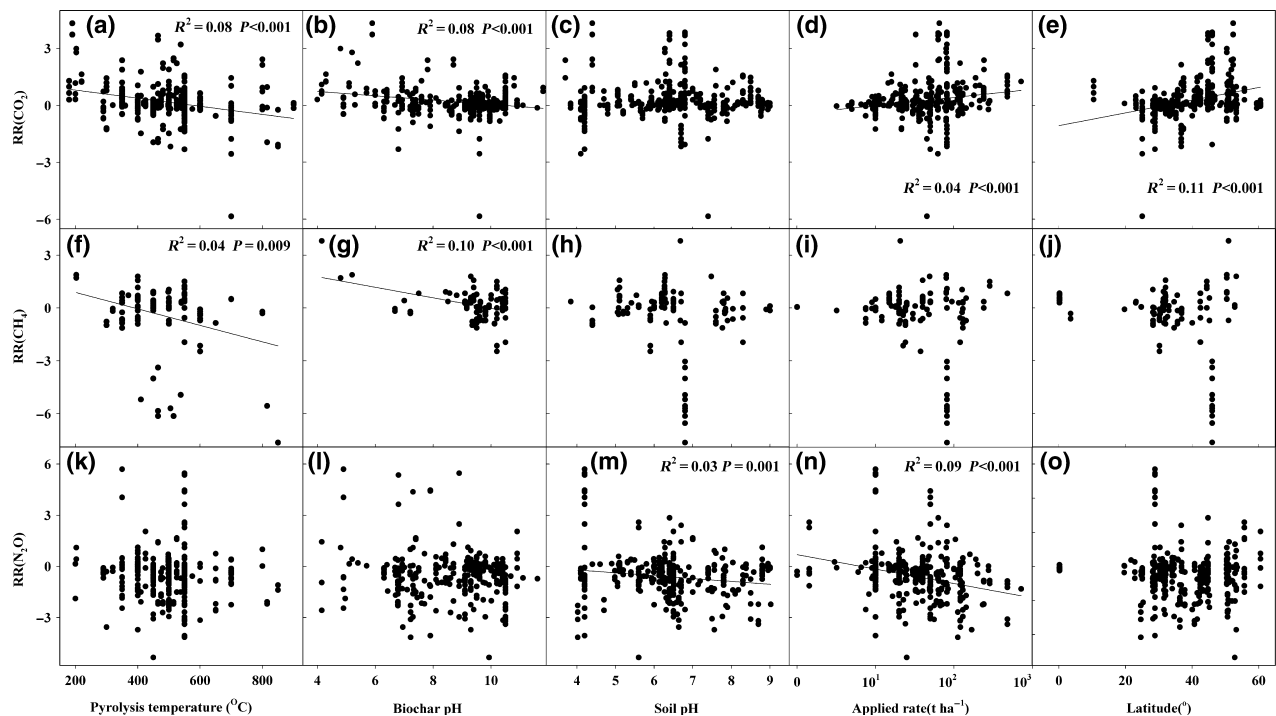 (a) R² = 0.08 P<0.001
(b) R² = 0.08 P<0.001
(c)
(d)
(e)
3
0
−3
−6
RR(CO₂)
R² = 0.04 P<0.001
R² = 0.11 P<0.001
(f) R² = 0.04 P = 0.009
(g) R² = 0.10 P<0.001
(h)
(i)
(j)
3
0
−3
−6
RR(CH₄)
(k)
(l)
(m) R² = 0.03 P = 0.001
(n) R² = 0.09 P<0.001
(o)
6
3
0
−3
RR(N₂O)
200 400 600 800
4 6 8 10
4 5 6 7 8 9
0 10¹ 10² 10³
0 20 40 60
Pyrolysis temperature (⁰C)
Biochar pH
Soil pH
Applied rate(t ha⁻¹)
Latitude(⁰)